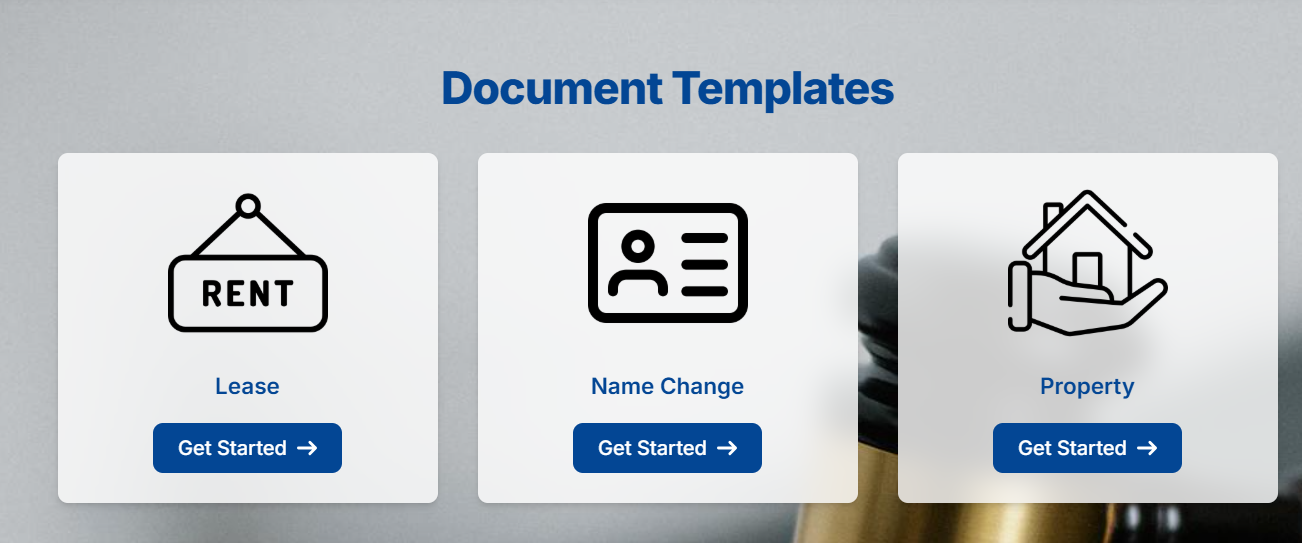 Document Templates
RENT
Lease
Get Started
Name Change
Get Started
Property
Get Started